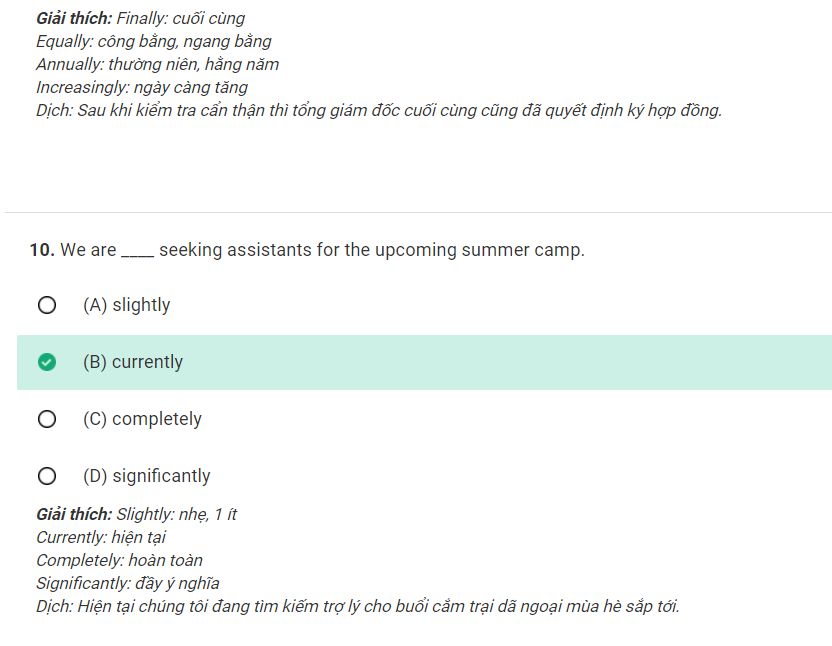 Giải thích: Finally: cuối cùng
Equally: công bằng, ngang bằng
Annually: thường niên, hằng năm
Increasingly: ngày càng tăng
Dịch: Sau khi kiểm tra cẩn thận thì tổng giám đốc cuối cùng cũng đã quyết định ký hợp đồng.
10. We are ____ seeking assistants for the upcoming summer camp.
(A) slightly
(B) currently
(C) completely
(D) significantly
Giải thích: Slightly: nhẹ, 1 ít
Currently: hiện tại
Completely: hoàn toàn
Significantly: đầy ý nghĩa
Dịch: Hiện tại chúng tôi đang tìm kiếm trợ lý cho buổi cắm trại dã ngoại mùa hè sắp tới.